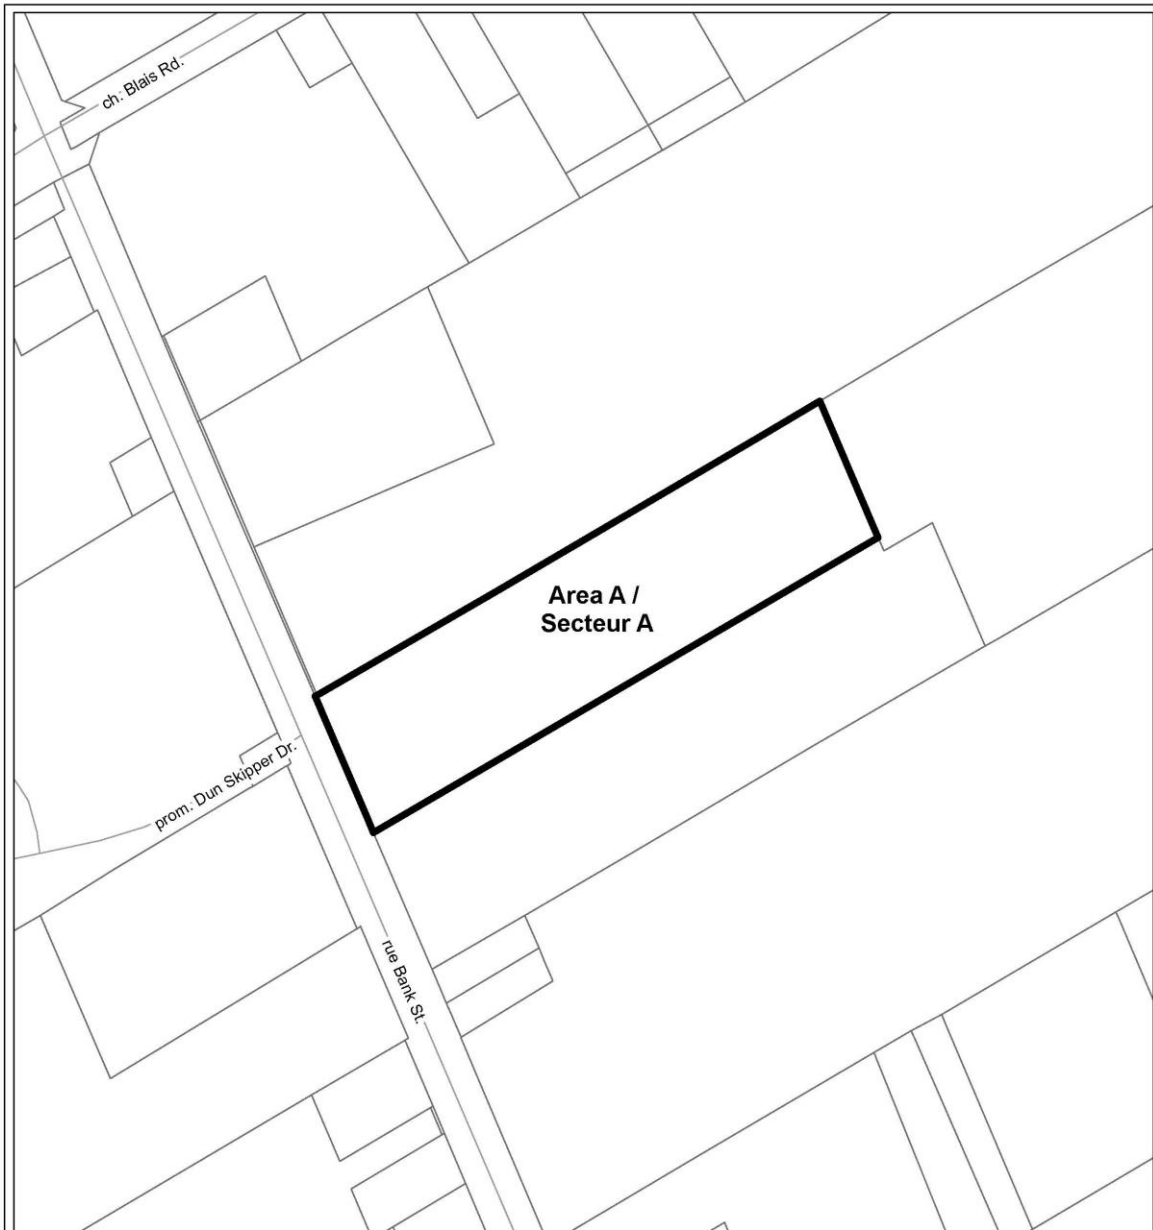 ch. Blais Rd.
Area A /
Secteur A
prom. Dun Skipper Dr.
rue Bank St.